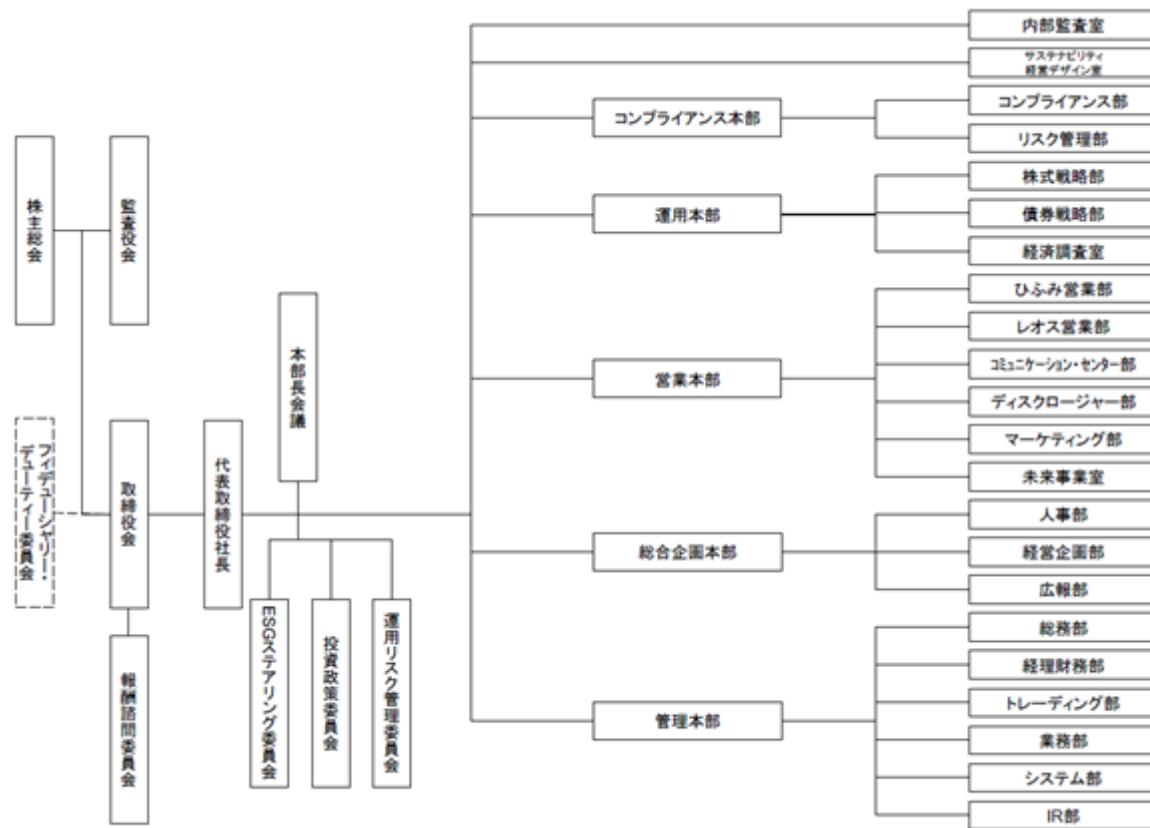 株主総会
監査役会
フィデューシャリー・
デューティー委員会
取締役会
報酬諮問委員会
代表取締役社長
本部長会議
ESGステアリング委員会
投資政策委員会
運用リスク管理委員会
内部監査室
サステナビリティ
経営デザイン室
コンプライアンス本部
コンプライアンス部
リスク管理部
運用本部
株式戦略部
債券戦略部
経済調査室
営業本部
ひふみ営業部
レオス営業部
コミュニケーション・センター部
ディスクロージャー部
マーケティング部
未来事業室
総合企画本部
人事部
経営企画部
広報部
管理本部
総務部
経理財務部
トレーディング部
業務部
システム部
IR部